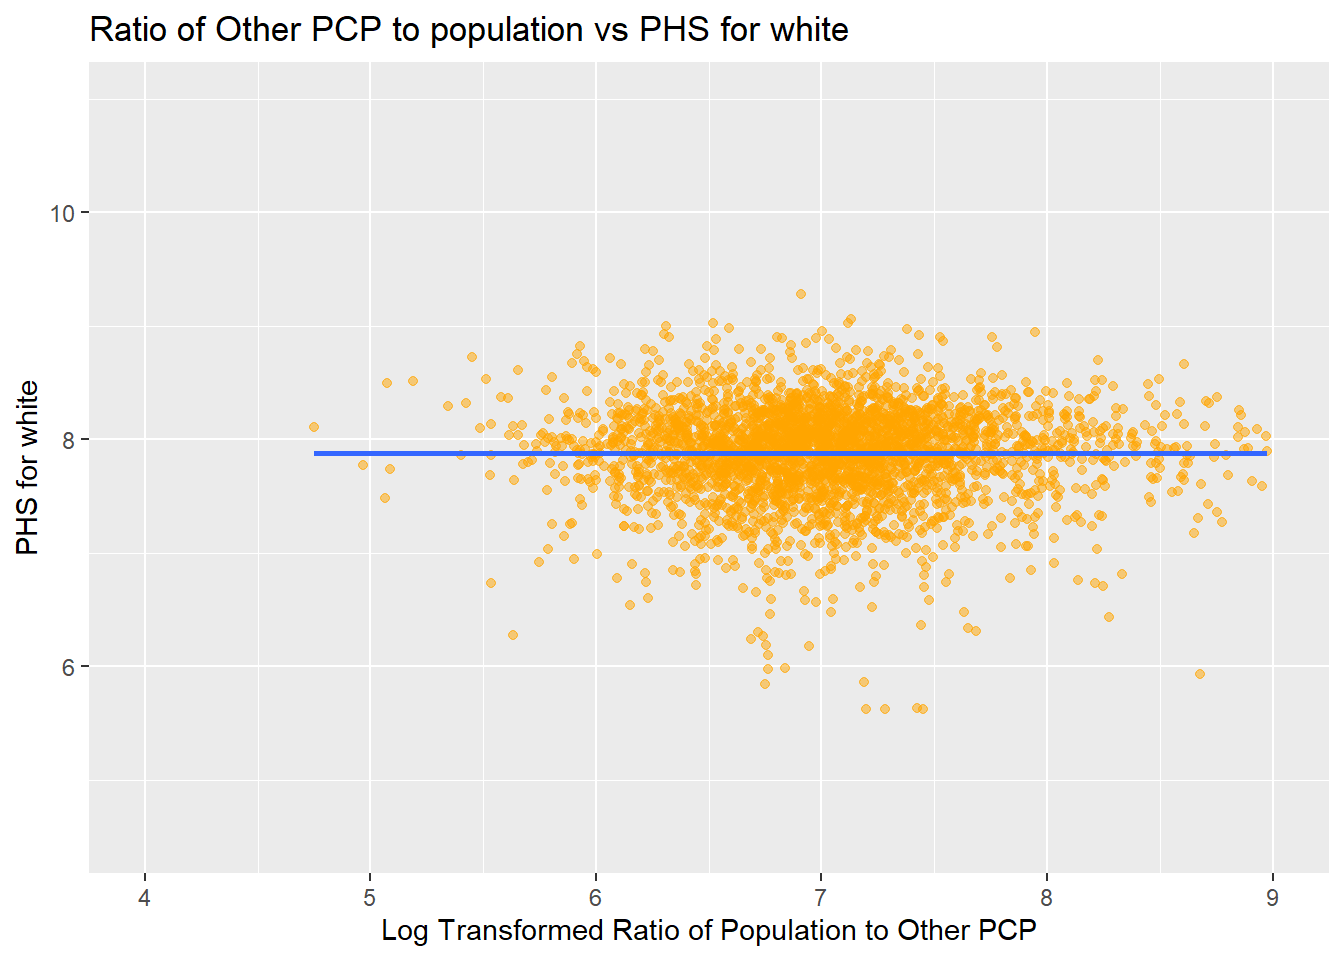 Ratio of Other PCP to population vs PHS for white
10
8
6
PHS for white
4 5 6 7 8 9
Log Transformed Ratio of Population to Other PCP